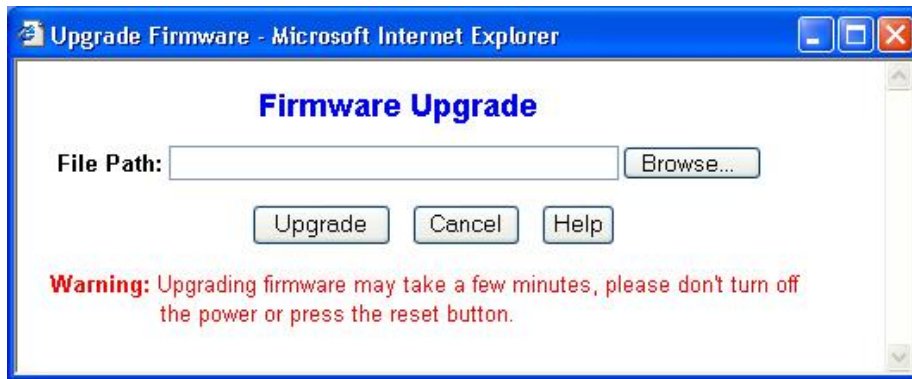 Upgrade Firmware - Microsoft Internet Explorer
Firmware Upgrade
File Path: Browse...
Upgrade Cancel Help
Warning: Upgrading firmware may take a few minutes, please don't turn off
the power or press the reset button.